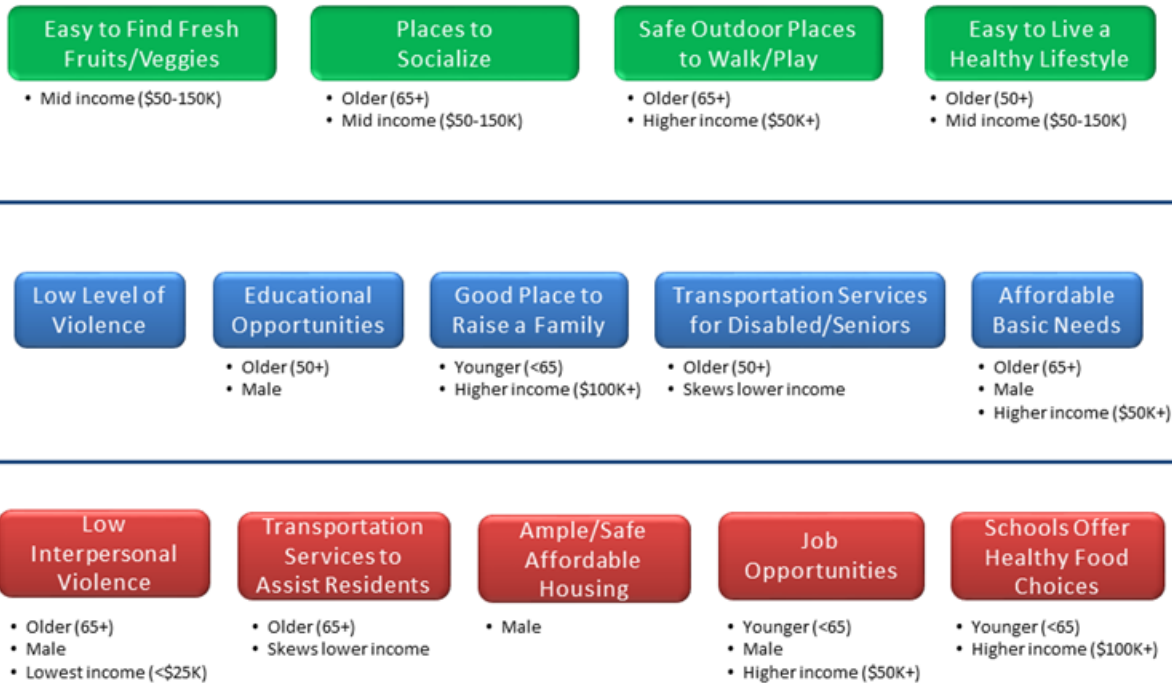 Easy to Find Fresh
Fruits/Veggies
• Mid income ($50-150K)
Places to
Socialize
• Older (65+)
• Mid income ($50-150K)
Safe Outdoor Places
to Walk/Play
• Older (65+)
• Higher income ($50K+)
Easy to Live a
Healthy Lifestyle
• Older (50+)
• Mid income ($50-150K)
Low Level of
Violence
Educational
Opportunities
• Older (50+)
• Male
Good Place to
Raise a Family
• Younger (<65)
• Higher income ($100K+)
Transportation Services
for Disabled/Seniors
• Older (50+)
• Skews lower income
Affordable
Basic Needs
• Older (65+)
• Male
• Higher income ($50K+)
Low
Interpersonal
Violence
• Older (65+)
• Male
• Lowest income (<$25K)
Transportation
Services to
Assist Residents
• Older (65+)
• Skews lower income
Ample/Safe
Affordable
Housing
• Male
Job
Opportunities
• Younger (<65)
• Male
• Higher income ($50K+)
Schools Offer
Healthy Food
Choices
• Younger (<65)
• Higher income ($100K+)